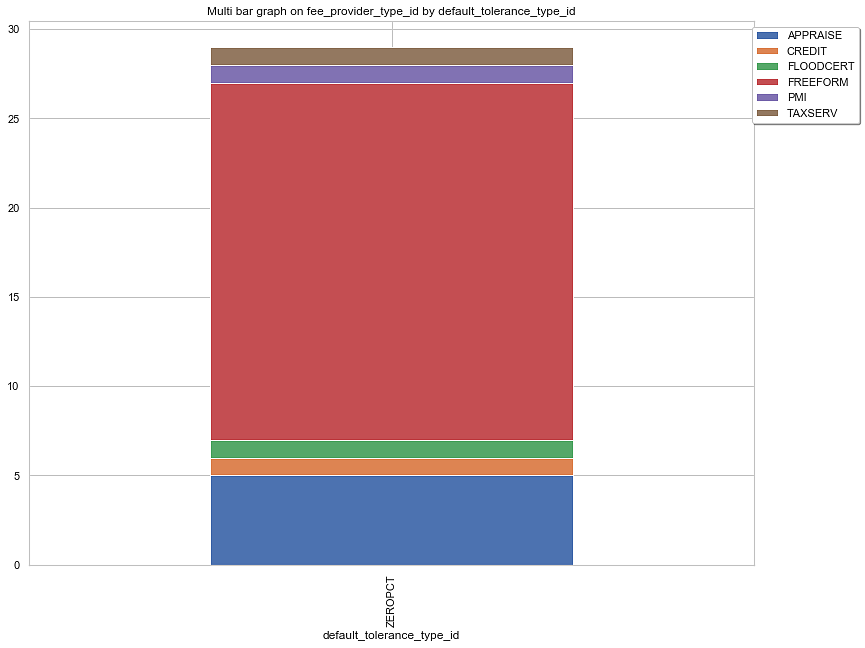 Multi bar graph on fee_provider_type_id by default_tolerance_type_id
30
25
20
15
10
5
0
APPRAISE
CREDIT
FLOODCERT
FREEFORM
PMI
TAXSERV
ZEROPCT
default_tolerance_type_id